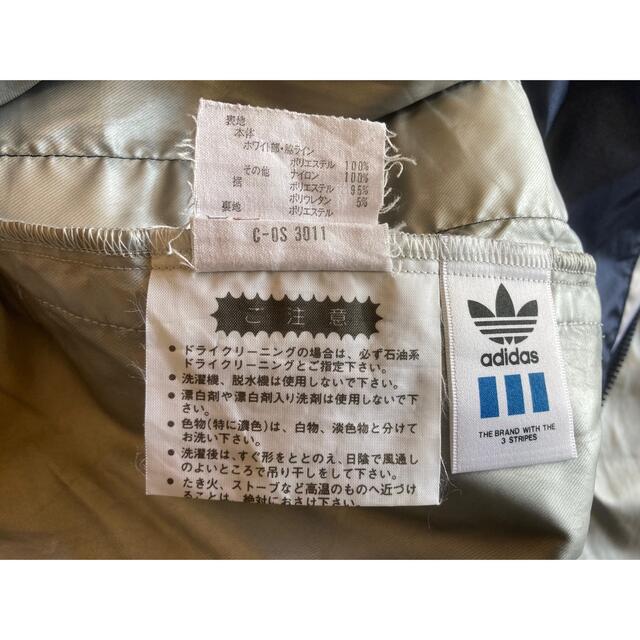 表地
本体
ホワイト部・脇ライン
ポリエステル 100%
その他 ナイロン 100%
裾 ポリエステル 95%
ポリウレタン 5%
裏地 ポリエステル
C-OS 3011
ご注意
●ドライクリーニングの場合は、必ず石油系
ドライクリーニングとご指定下さい。
●洗濯機、脱水機は使用しないで下さい。
●漂白剤や漂白剤入り洗剤は使用しないで下
さい。
●色物(特に濃色)は、白物、淡色物と分けて
お洗い下さい。
●洗濯後は、すぐ形をととのえ、日陰で風通し
のよいところで吊り干しをして下さい。
●たき火、ストーブなど高温のものへ近づけ
ることは、絶対におさけ下さい。
adidas
THE BRAND WITH THE
3 STRIPES